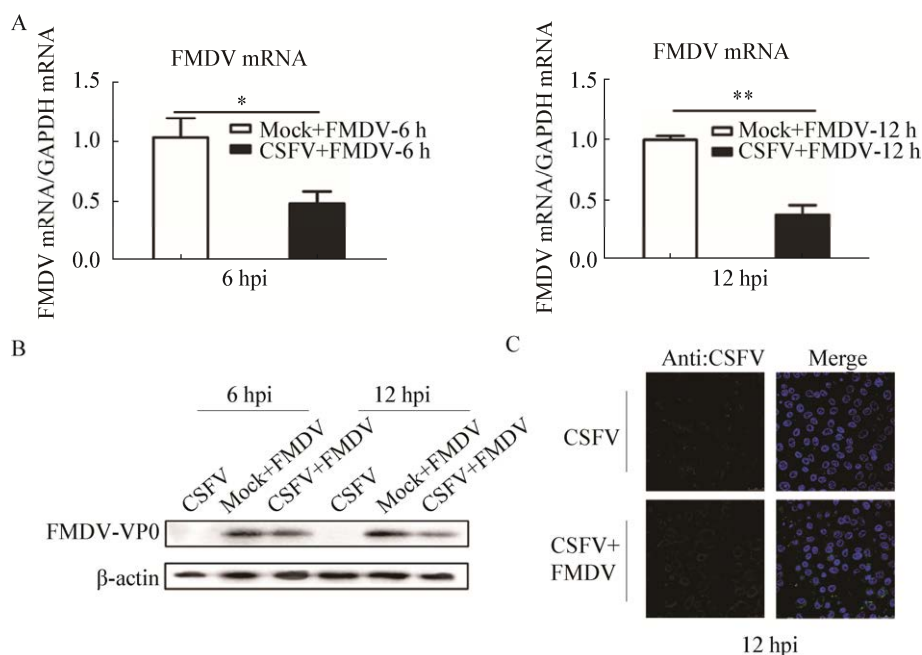 A
FMDV mRNA
FMDV mRNA/GAPDH mRNA
1.5
1.0
0.5
0.0
*
Mock+FMDV-6 h
CSFV+FMDV-6 h
6 hpi
FMDV mRNA
FMDV mRNA/GAPDH mRNA
1.5
1.0
0.5
0.0
**
Mock+FMDV-12 h
CSFV+FMDV-12 h
12 hpi
B
6 hpi
12 hpi
CSFV
Mock+FMDV
CSFV+FMDV
CSFV
Mock+FMDV
CSFV+FMDV
FMDV-VP0
β-actin
C
Anti:CSFV
Merge
CSFV
CSFV+
FMDV
12 hpi